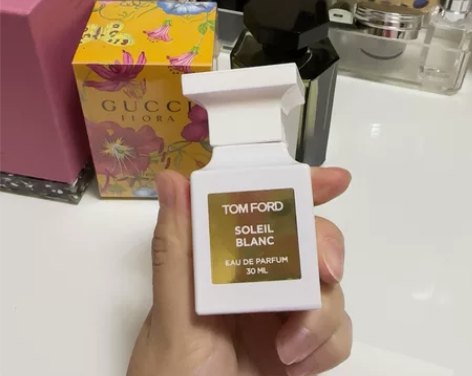 GUCCI
FLORA
TOM FORD
SOLEIL
BLANC
EAU DE PARFUM
30 ML